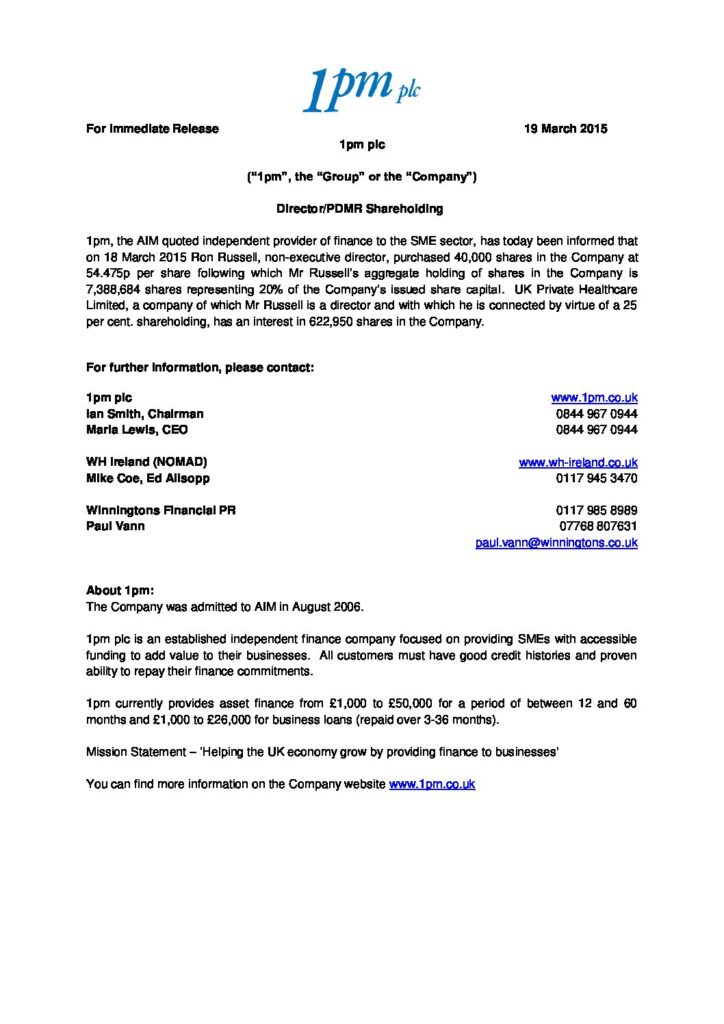 1pm plc
For Immediate Release 19 March 2015
1pm plc
("1pm", the "Group" or the "Company")
Director/PDMR Shareholding
1pm, the AIM quoted independent provider of finance to the SME sector, has today been informed that
on 18 March 2015 Ron Russell, non-executive director, purchased 40,000 shares in the Company at
54.475p per share following which Mr Russell's aggregate holding of shares in the Company is
7,388,684 shares representing 20% of the Company's issued share capital. UK Private Healthcare
Limited, a company of which Mr Russell is a director and with which he is connected by virtue of a 25
per cent. shareholding, has an interest in 622,950 shares in the Company.
For further information, please contact:
1pm plc www.1pm.co.uk
Ian Smith, Chairman 0844 967 0944
Maria Lewis, CEO 0844 967 0944
WH Ireland (NOMAD) www.wh-ireland.co.uk
Mike Coe, Ed Allsopp 0117 945 3470
Winningtons Financial PR 0117 985 8989
Paul Vann 07768 807631
paul.vann@winningtons.co.uk
About 1pm:
The Company was admitted to AIM in August 2006.
1pm plc is an established independent finance company focused on providing SMEs with accessible
funding to add value to their businesses. All customers must have good credit histories and proven
ability to repay their finance commitments.
1pm currently provides asset finance from £1,000 to £50,000 for a period of between 12 and 60
months and £1,000 to £26,000 for business loans (repaid over 3-36 months).
Mission Statement – 'Helping the UK economy grow by providing finance to businesses'
You can find more information on the Company website www.1pm.co.uk